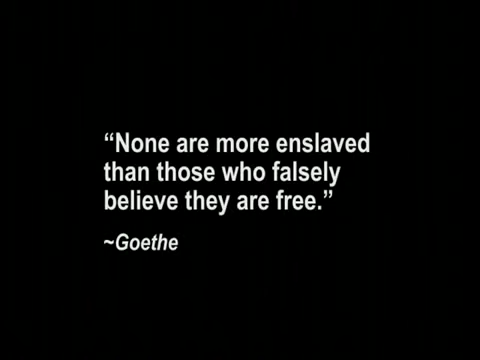 “None are more enslaved
than those who falsely
believe they are free.”
~Goethe